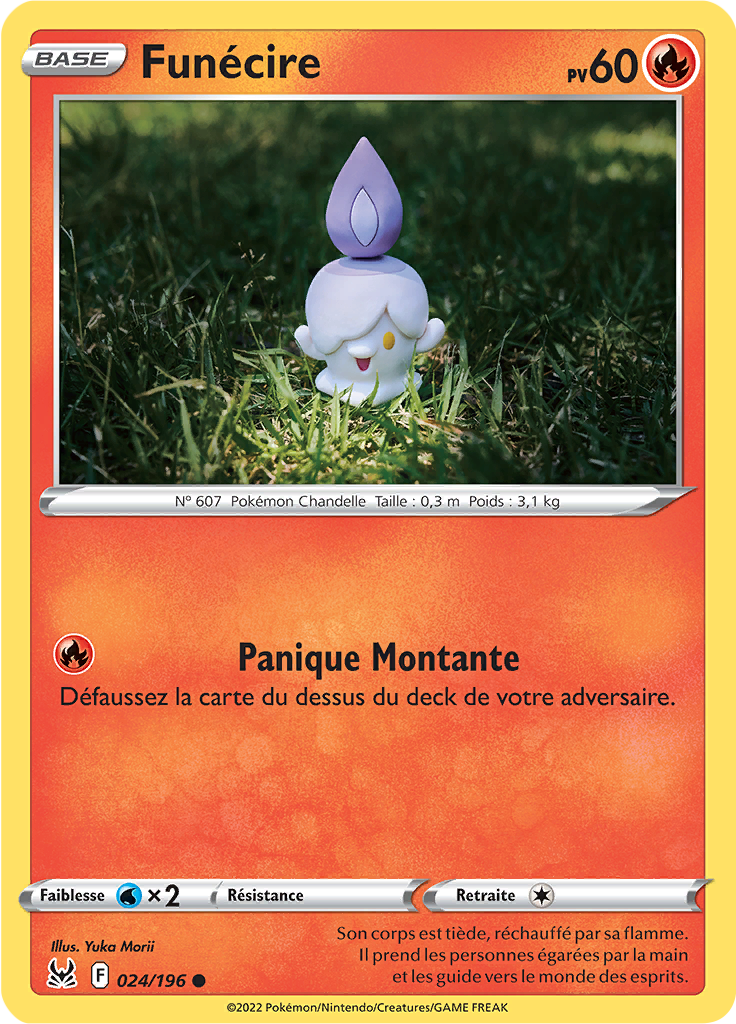 BASE Funécire PV60
Nº 607 Pokémon Chandelle Taille : 0,3 m Poids : 3,1 kg
Panique Montante
Défaussez la carte du dessus du deck de votre adversaire.
Faiblesse ×2 Résistance Retraite
Illus. Yuka Morii
Son corps est tiède, réchauffé par sa flamme.
Il prend les personnes égarées par la main
et les guide vers le monde des esprits.
F 024/196
©2022 Pokémon/Nintendo/Creatures/GAME FREAK